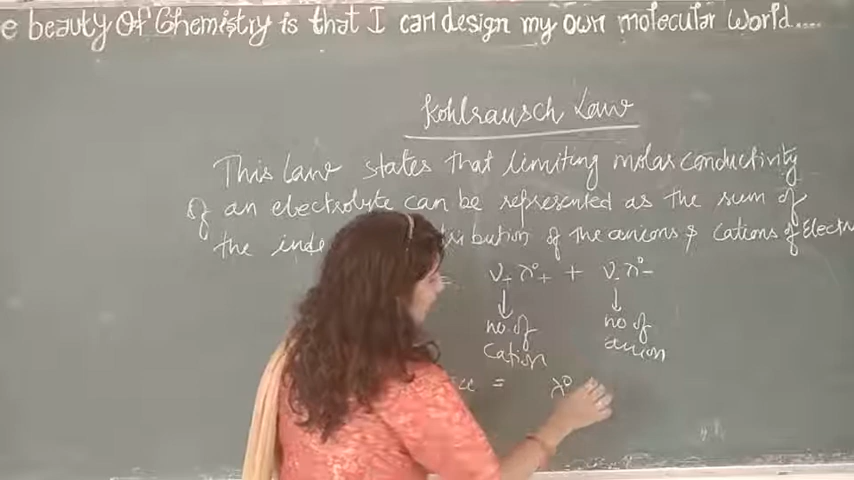 e beauty Of Chemistry is that I can design my own molecular World....
Kohlrausch Law
This Law states that limiting molar conductivity
of an electrolyte can be represented as the sum of
the of the anions & Cations of Electr
= ν+ λ°+ + ν- λ°-
no. of no of
Cation anion
= λ°